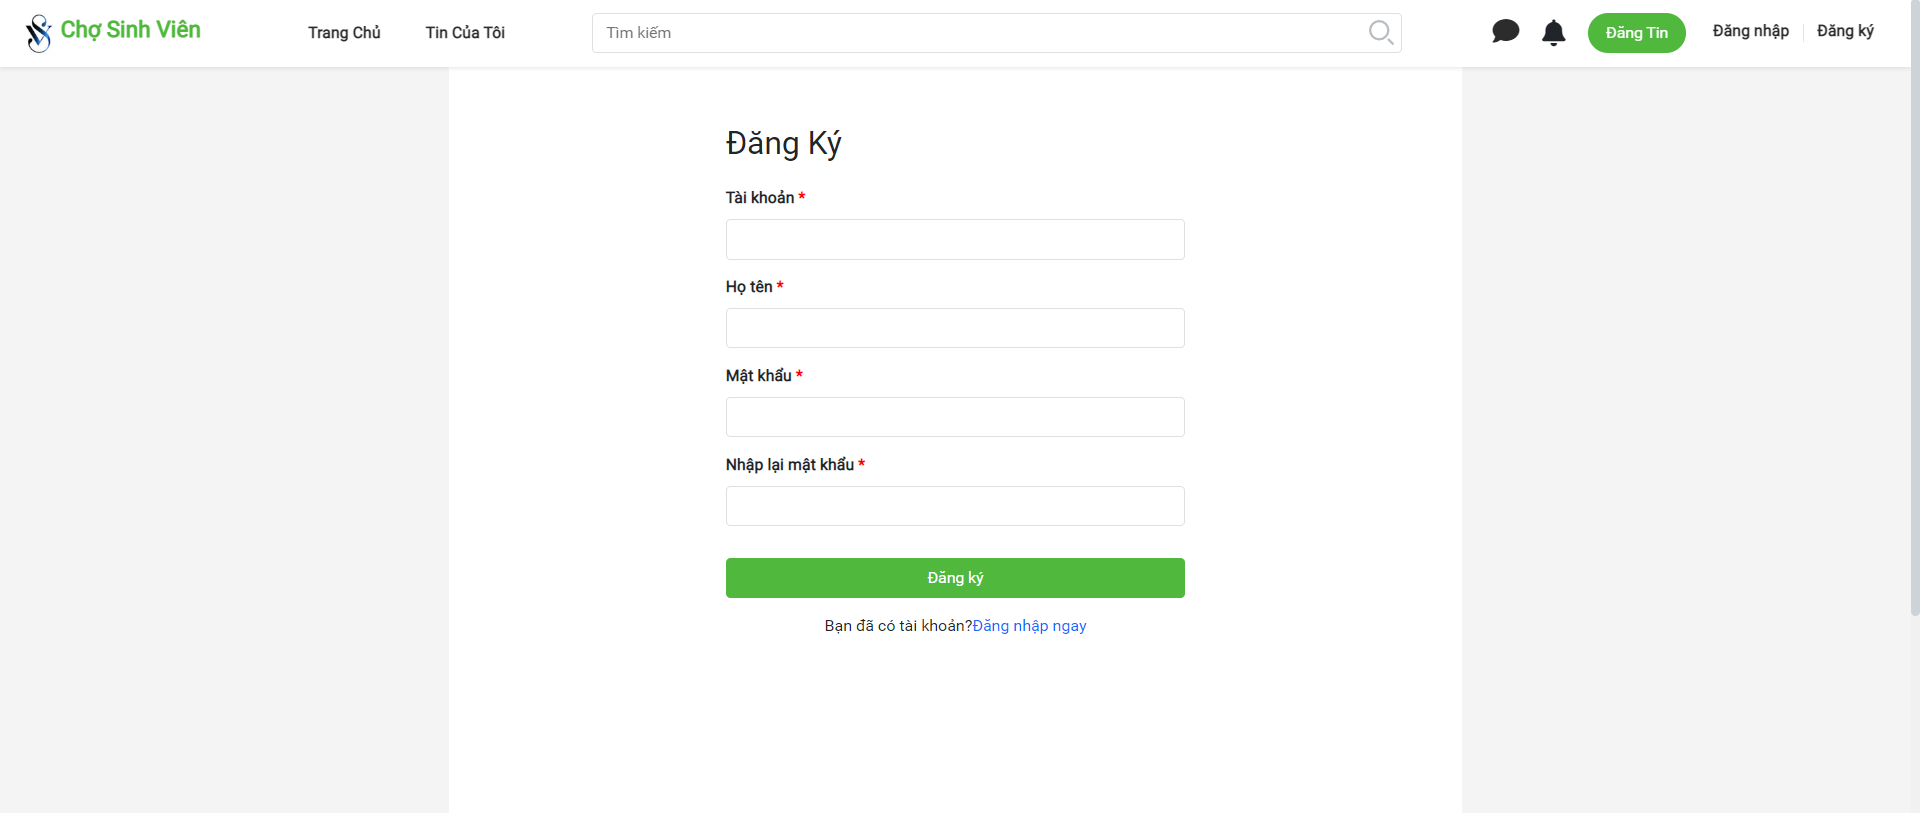 Chợ Sinh Viên
Trang Chủ
Tin Của Tôi
Tìm kiếm
Đăng Tin
Đăng nhập
Đăng ký
Đăng Ký
Tài khoản *
Họ tên *
Mật khẩu *
Nhập lại mật khẩu *
Đăng ký
Bạn đã có tài khoản?Đăng nhập ngay